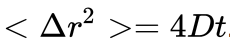 < Δr² >= 4Dt.